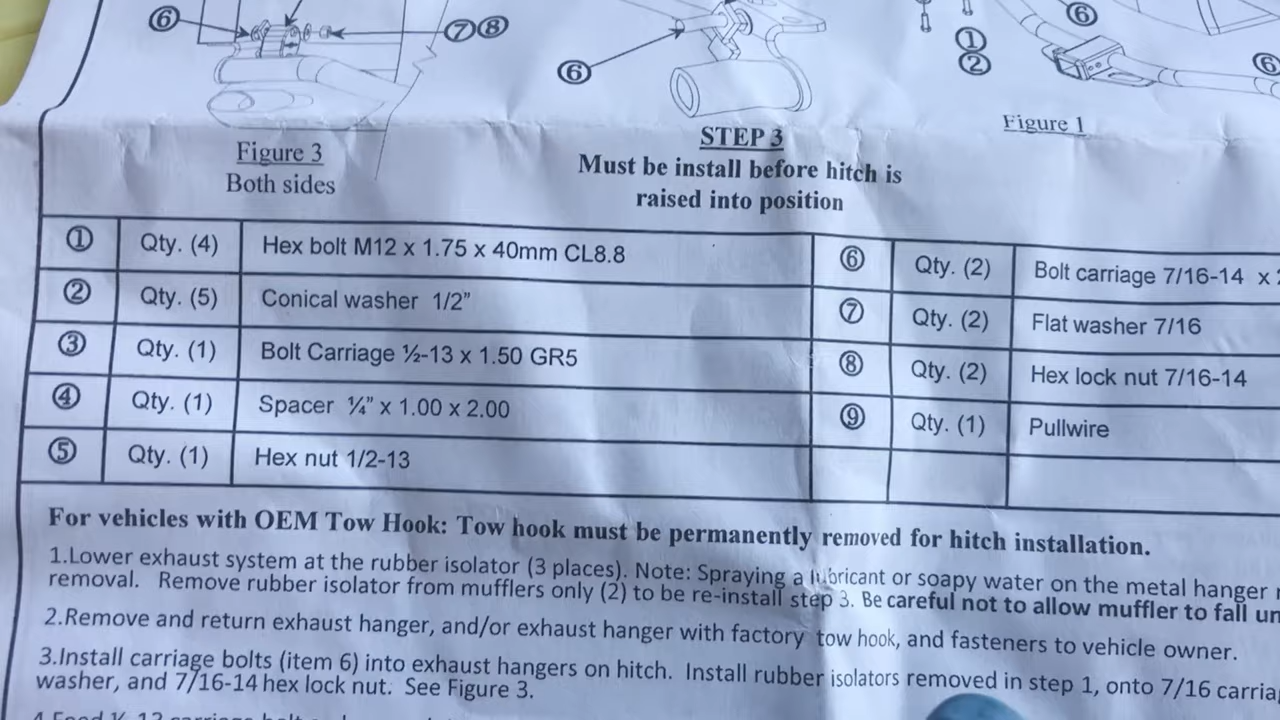 ⑥
⑦⑧
⑥
①
②
⑥
⑥
Figure 3
Both sides
STEP 3
Must be install before hitch is
raised into position
Figure 1
① Qty. (4) Hex bolt M12 x 1.75 x 40mm CL8.8
② Qty. (5) Conical washer 1/2”
③ Qty. (1) Bolt Carriage ½-13 x 1.50 GR5
④ Qty. (1) Spacer ¼” x 1.00 x 2.00
⑤ Qty. (1) Hex nut 1/2-13
⑥ Qty. (2) Bolt carriage 7/16-14 x
⑦ Qty. (2) Flat washer 7/16
⑧ Qty. (2) Hex lock nut 7/16-14
⑨ Qty. (1) Pullwire
For vehicles with OEM Tow Hook: Tow hook must be permanently removed for hitch installation.
1.Lower exhaust system at the rubber isolator (3 places). Note: Spraying a lubricant or soapy water on the metal hanger
removal. Remove rubber isolator from mufflers only (2) to be re-install step 3. Be careful not to allow muffler to fall un
2.Remove and return exhaust hanger, and/or exhaust hanger with factory tow hook, and fasteners to vehicle owner.
3.Install carriage bolts (item 6) into exhaust hangers on hitch. Install rubber isolators removed in step 1, onto 7/16 carria
washer, and 7/16-14 hex lock nut. See Figure 3.